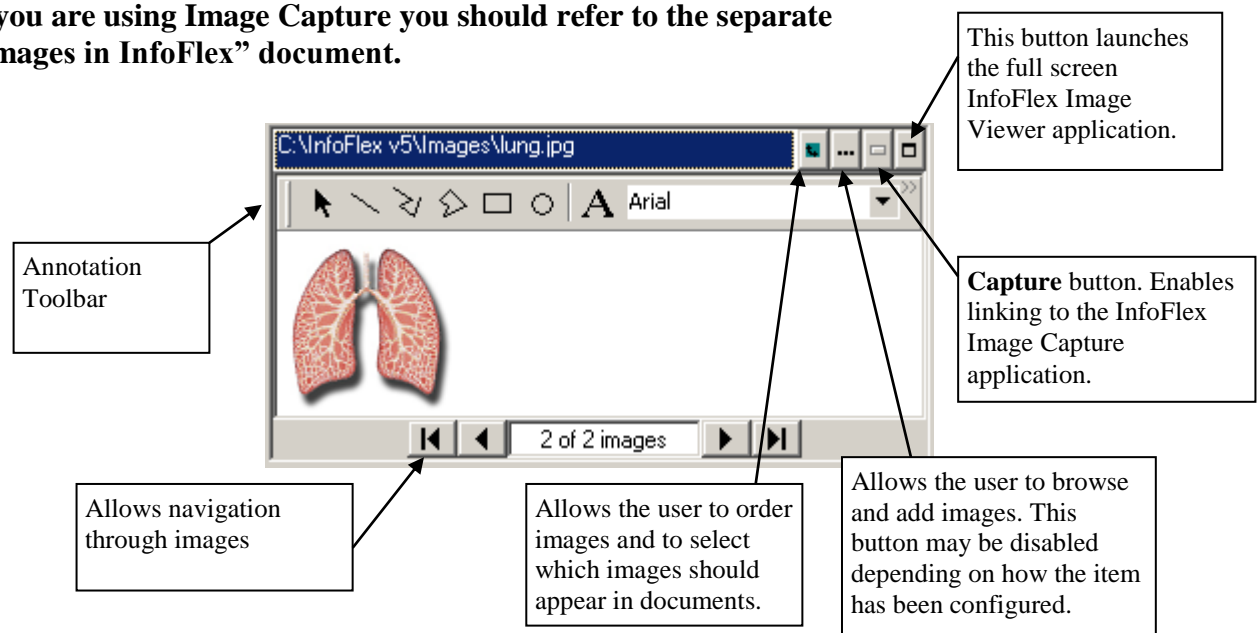 you are using Image Capture you should refer to the separate
mages in InfoFlex” document.
This button launches
the full screen
InfoFlex Image
Viewer application.
C:\InfoFlex v5\Images\lung.jpg
...
A Arial
Annotation
Toolbar
Capture button. Enables
linking to the InfoFlex
Image Capture
application.
2 of 2 images
Allows navigation
through images
Allows the user to order
images and to select
which images should
appear in documents.
Allows the user to browse
and add images. This
button may be disabled
depending on how the item
has been configured.